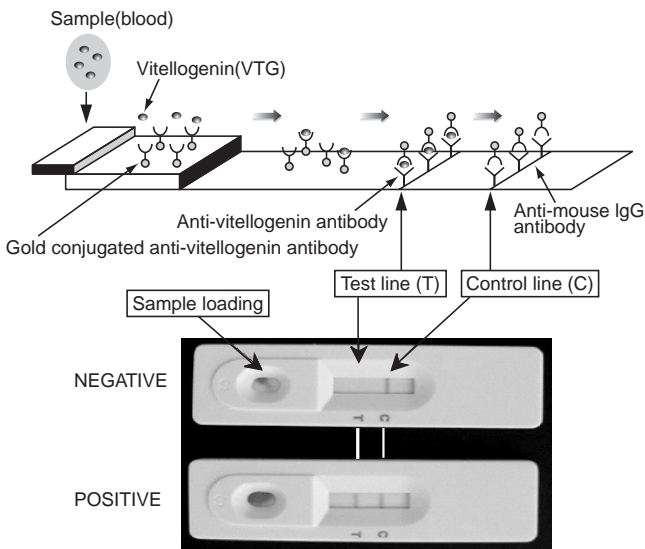 Sample(blood)
Vitellogenin(VTG)
Anti-vitellogenin antibody
Gold conjugated anti-vitellogenin antibody
Anti-mouse IgG
antibody
Sample loading
Test line (T)
Control line (C)
NEGATIVE
T C
POSITIVE
T C